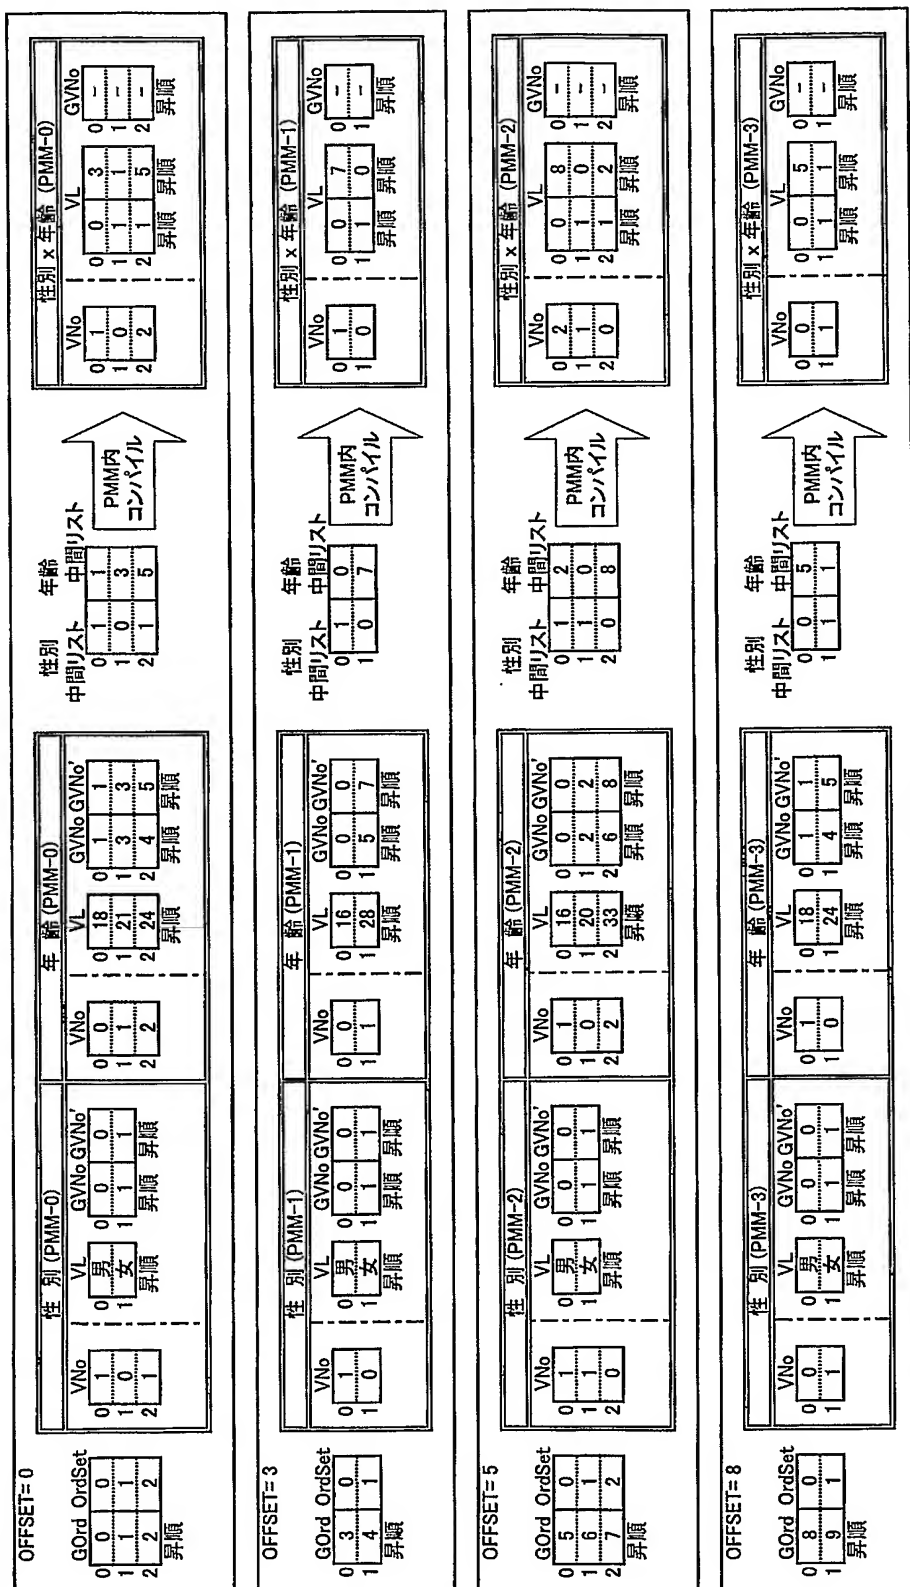 OFFSET= 0
GOrd OrdSet
0 0 0
1 1 1
2 2 2
昇順
性 別 (PMM-0)
VNo VL GVNo GVNo'
0 1 0 男 0 0
1 0 1 女 1 1
2 1 昇順 昇順 昇順
年 齢 (PMM-0)
VNo VL GVNo GVNo'
0 0 0 18 0 1 1
1 1 1 21 1 3 3
2 2 2 24 2 4 5
昇順 昇順 昇順
性別 年齢
中間リスト 中間リスト
0 1 1
1 0 3
2 1 5
PMM内
コンパイル
性別 x 年齢 (PMM-0)
VNo VL GVNo
0 1 0 0 3 0 -
1 0 1 1 1 1 -
2 2 2 1 5 2 -
昇順 昇順 昇順
OFFSET= 3
GOrd OrdSet
0 3 0
1 4 1
昇順
性 別 (PMM-1)
VNo VL GVNo GVNo'
0 1 0 男 0 0 0
1 0 1 女 1 1 1
昇順 昇順 昇順
年 齢 (PMM-1)
VNo VL GVNo GVNo'
0 0 0 16 0 0 0
1 1 1 28 1 5 7
昇順 昇順 昇順
性別 年齢
中間リスト 中間リスト
0 1 0
1 0 7
PMM内
コンパイル
性別 x 年齢 (PMM-1)
VNo VL GVNo
0 1 0 0 7 0 -
1 0 1 1 0 1 -
昇順 昇順 昇順
OFFSET= 5
GOrd OrdSet
0 5 0
1 6 1
2 7 2
昇順
性 別 (PMM-2)
VNo VL GVNo GVNo'
0 1 0 男 0 0 0
1 1 1 女 1 1 1
2 0 昇順 昇順 昇順
年 齢 (PMM-2)
VNo VL GVNo GVNo'
0 1 0 16 0 0 0
1 0 1 20 1 2 2
2 2 2 33 2 6 8
昇順 昇順 昇順
性別 年齢
中間リスト 中間リスト
0 1 2
1 1 0
2 0 8
PMM内
コンパイル
性別 x 年齢 (PMM-2)
VNo VL GVNo
0 2 0 0 8 0 -
1 1 1 1 0 1 -
2 0 2 1 2 2 -
昇順 昇順 昇順
OFFSET= 8
GOrd OrdSet
0 8 0
1 9 1
昇順
性 別 (PMM-3)
VNo VL GVNo GVNo'
0 0 0 男 0 0 0
1 1 1 女 1 1 1
昇順 昇順 昇順
年 齢 (PMM-3)
VNo VL GVNo GVNo'
0 1 0 18 0 1 1
1 0 1 24 1 4 5
昇順 昇順 昇順
性別 年齢
中間リスト 中間リスト
0 0 5
1 1 1
PMM内
コンパイル
性別 x 年齢 (PMM-3)
VNo VL GVNo
0 0 0 0 5 0 -
1 1 1 1 1 1 -
昇順 昇順 昇順